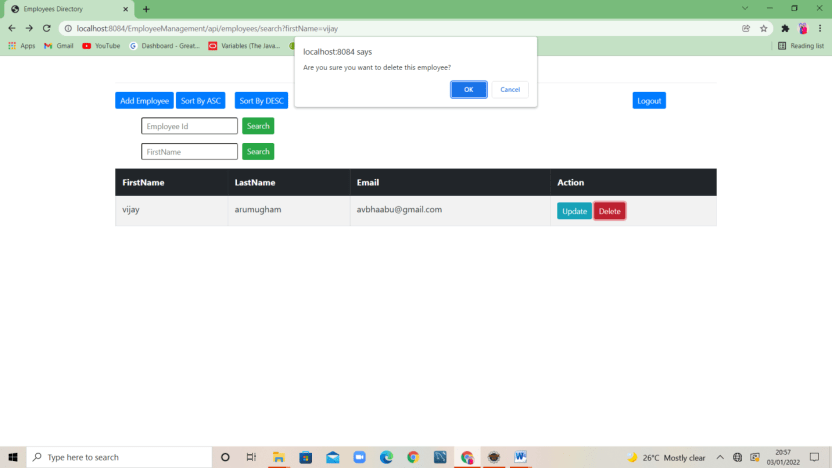 Employees Directory
localhost:8084/EmployeeManagement/api/employees/search?firstName=vijay
Apps Gmail YouTube Dashboard - Great... Variables (The Java... Reading list
localhost:8084 says
Are you sure you want to delete this employee?
OK Cancel
Add Employee Sort By ASC Sort By DESC Logout
Employee Id Search
FirstName Search
FirstName LastName Email Action
vijay arumugham avbhaabu@gmail.com Update Delete
Type here to search
26°C Mostly clear
20:57
03/01/2022